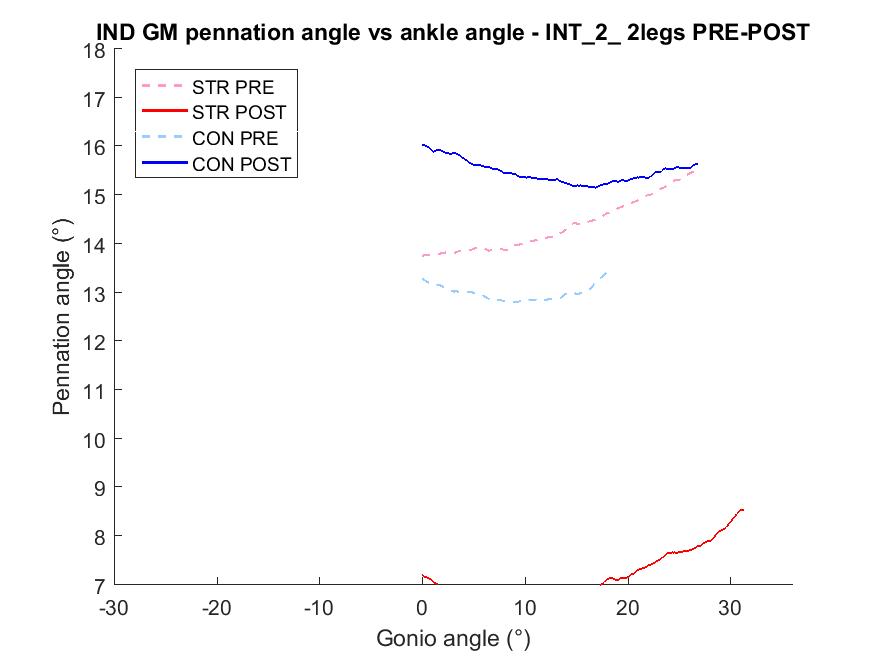 IND GM pennation angle vs ankle angle - INT_2_ 2legs PRE-POST
STR PRE
STR POST
CON PRE
CON POST
Pennation angle (°)
18
17
16
15
14
13
12
11
10
9
8
7
-30
-20
-10
0
10
20
30
Gonio angle (°)